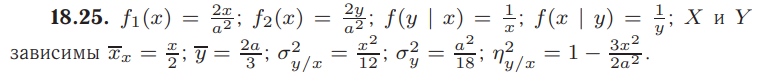 18.25. f₁(x) = 2x/a²; f₂(x) = 2y/a²; f(y | x) = 1/x; f(x | y) = 1/y; X и Y
зависимы x̅ₓ = x/2; y̅ = 2a/3; σ²_{y/x} = x²/12; σ²_y = a²/18; η²_{y/x} = 1 − 3x²/2a².